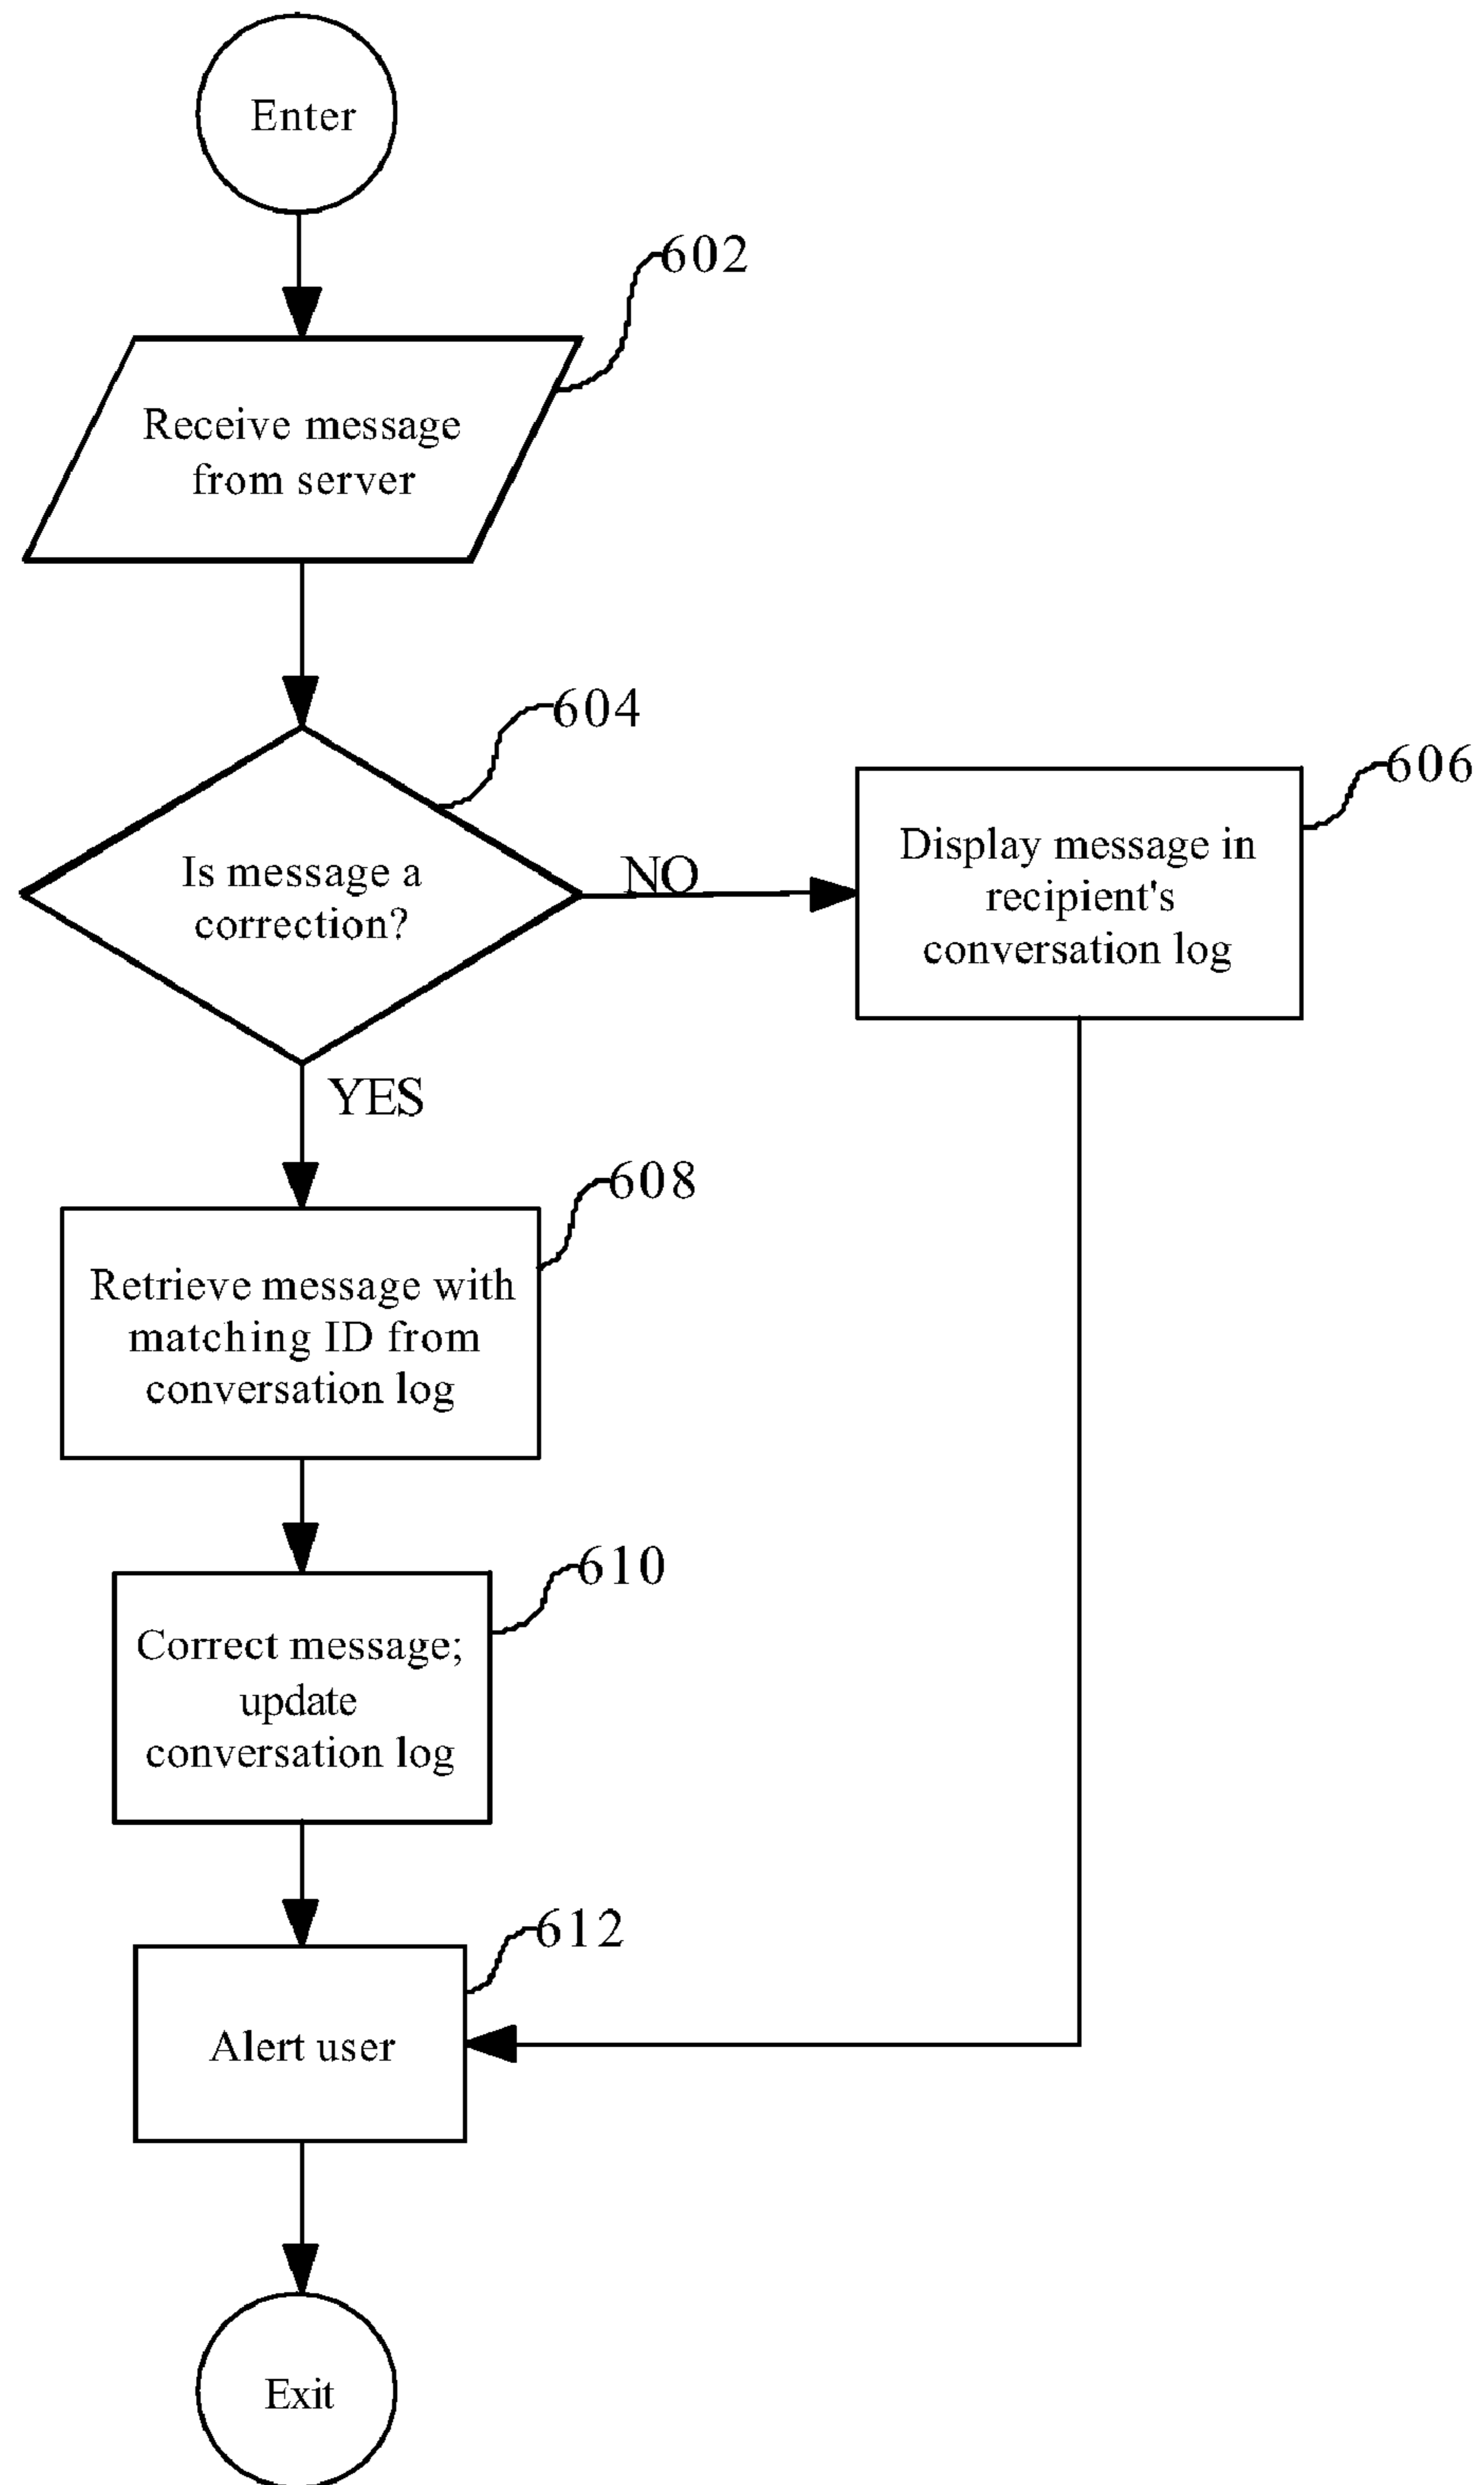 Enter
602
Receive message
from server
604
Is message a
correction?
NO
606
Display message in
recipient's
conversation log
YES
608
Retrieve message with
matching ID from
conversation log
610
Correct message;
update
conversation log
612
Alert user
Exit